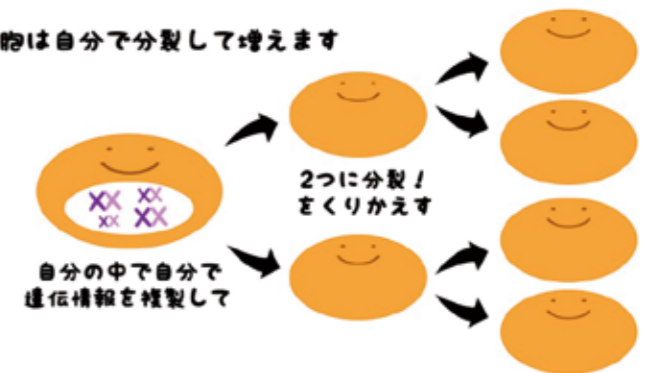 胞は自分で分裂して増えます
2つに分裂!
をくりかえす
自分の中で自分で
遺伝情報を複製して